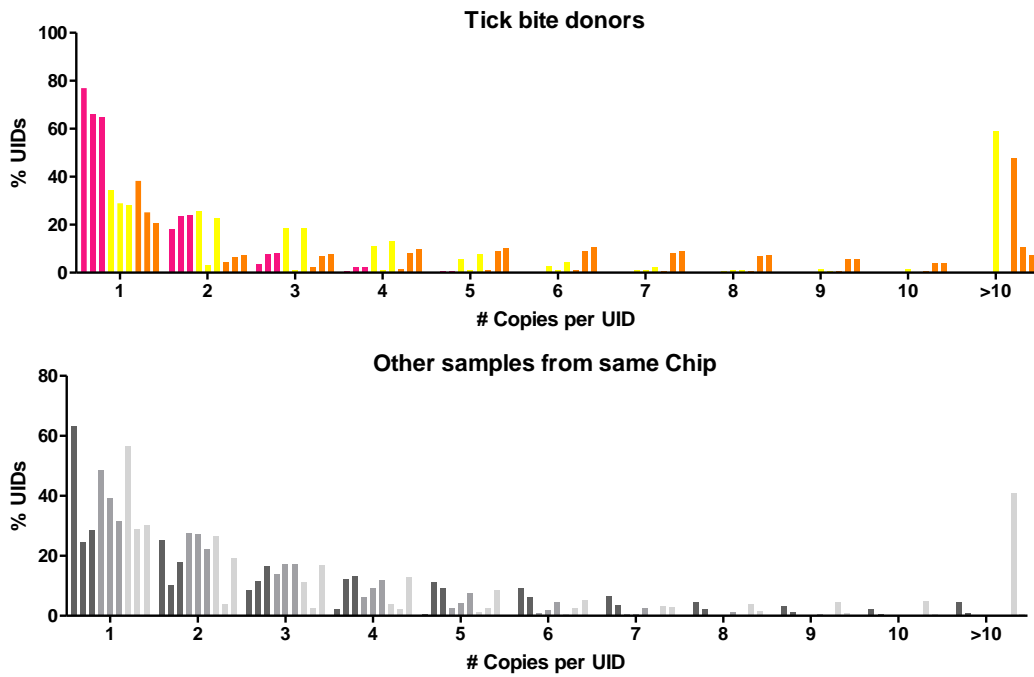 Tick bite donors
100
80
60
40
20
0
% UIDs
1 2 3 4 5 6 7 8 9 10 >10
# Copies per UID
Other samples from same Chip
80
60
40
20
0
% UIDs
1 2 3 4 5 6 7 8 9 10 >10
# Copies per UID